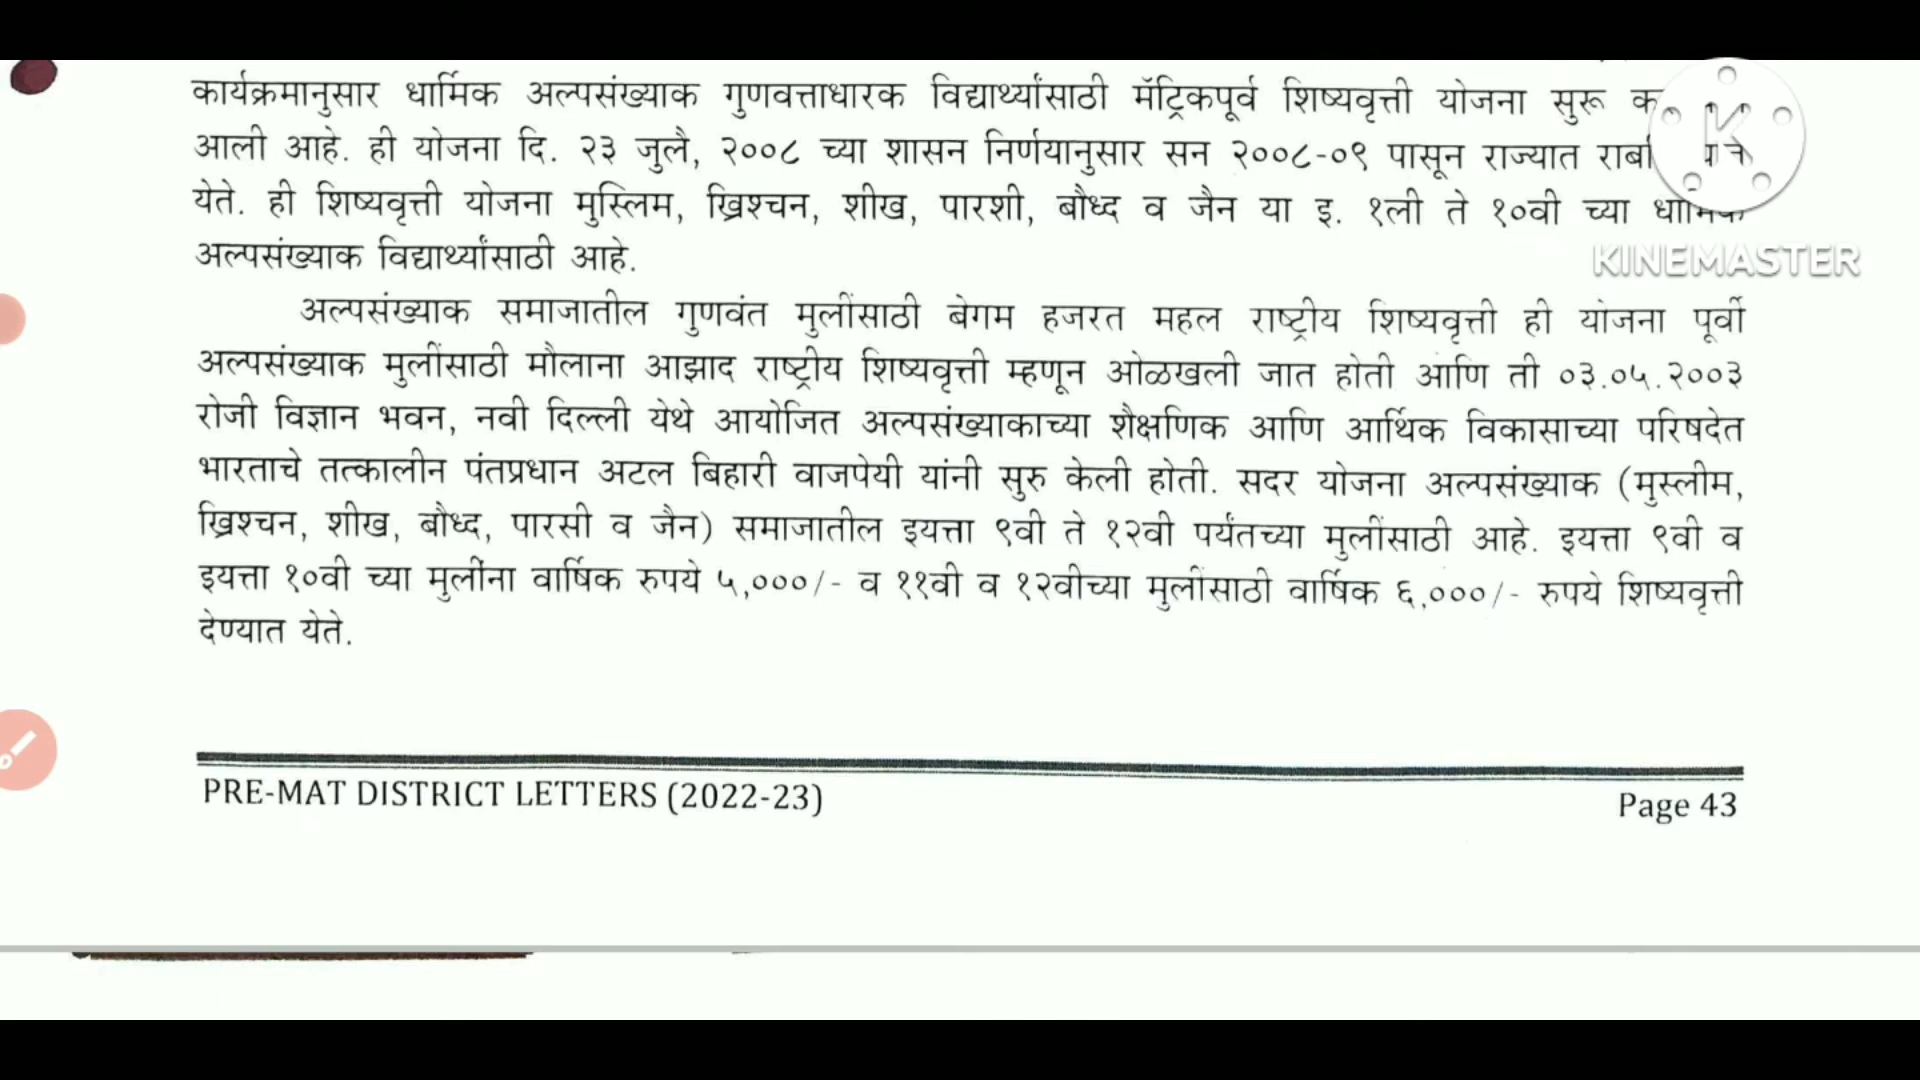 कार्यक्रमानुसार धार्मिक अल्पसंख्याक गुणवत्ताधारक विद्यार्थ्यांसाठी मॅट्रिकपूर्व शिष्यवृत्ती योजना सुरू
आली आहे. ही योजना दि. २३ जुलै, २००८ च्या शासन निर्णयानुसार सन २००८-०९ पासून राज्यात
येते. ही शिष्यवृत्ती योजना मुस्लिम, ख्रिश्चन, शीख, पारशी, बौध्द व जैन या इ. १ली ते १०वी च्या धार्मिक
अल्पसंख्याक विद्यार्थ्यांसाठी आहे.
KINEMASTER
अल्पसंख्याक समाजातील गुणवंत मुलींसाठी बेगम हजरत महल राष्ट्रीय शिष्यवृत्ती ही योजना पूर्वी
अल्पसंख्याक मुलींसाठी मौलाना आझाद राष्ट्रीय शिष्यवृत्ती म्हणून ओळखली जात होती आणि ती ०३.०५.२००३
रोजी विज्ञान भवन, नवी दिल्ली येथे आयोजित अल्पसंख्याकाच्या शैक्षणिक आणि आर्थिक विकासाच्या परिषदेत
भारताचे तत्कालीन पंतप्रधान अटल बिहारी वाजपेयी यांनी सुरु केली होती. सदर योजना अल्पसंख्याक (मुस्लीम,
ख्रिश्चन, शीख, बौध्द, पारसी व जैन) समाजातील इयत्ता ९वी ते १२वी पर्यंतच्या मुलींसाठी आहे. इयत्ता ९वी व
इयत्ता १०वी च्या मुलींना वार्षिक रुपये ५,०००/- व ११वी व १२वीच्या मुलींसाठी वार्षिक ६,०००/- रुपये शिष्यवृत्ती
देण्यात येते.
PRE-MAT DISTRICT LETTERS (2022-23)
Page 43